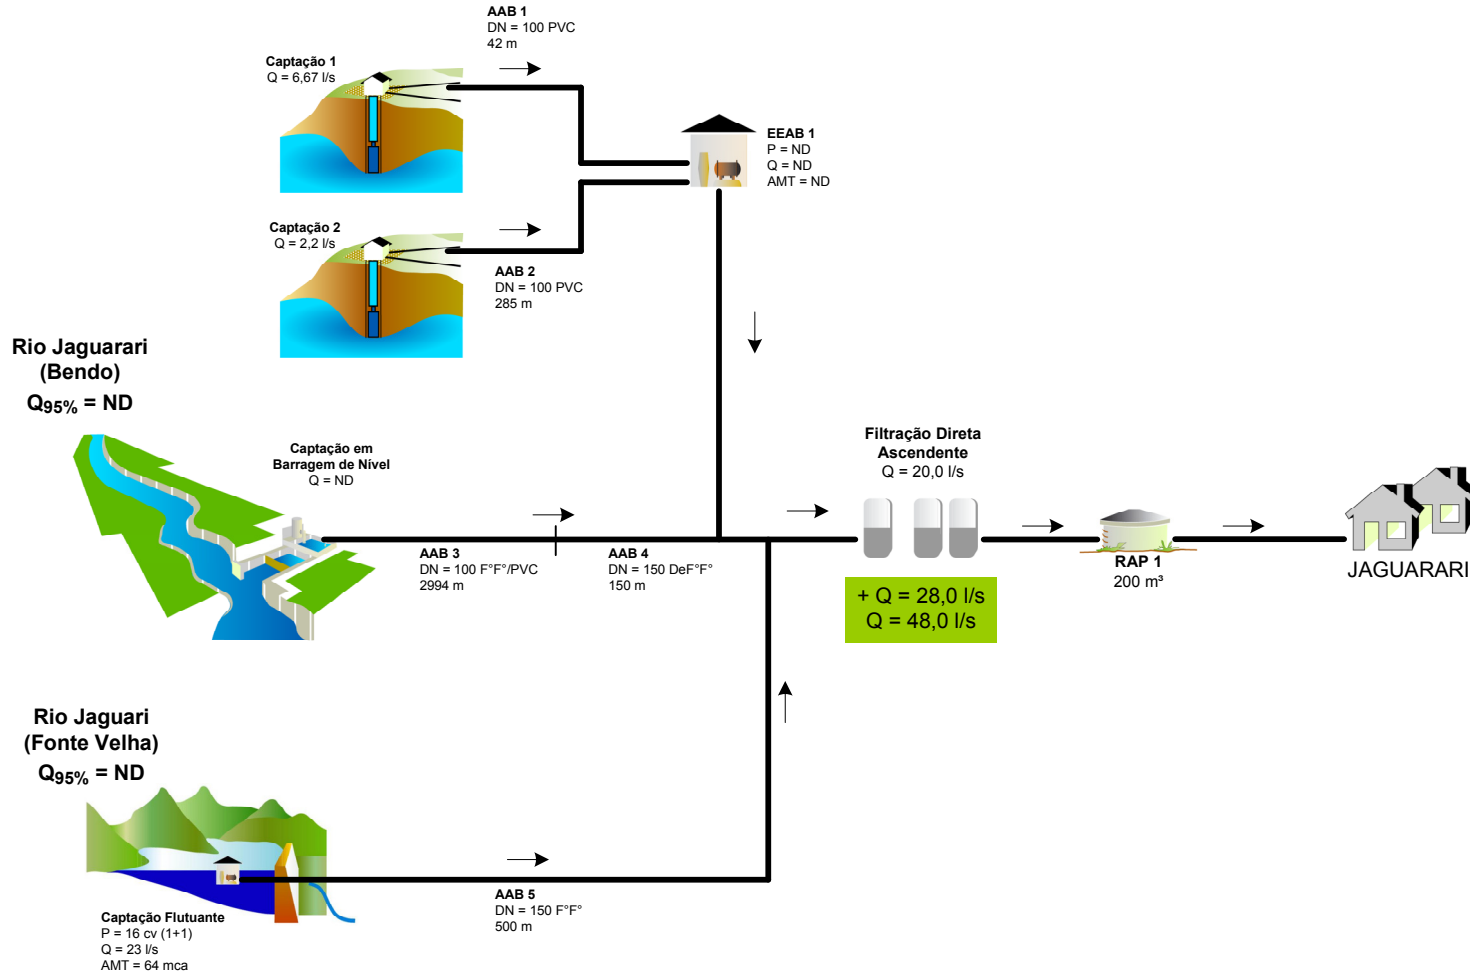 AAB 1
DN = 100 PVC
42 m
Captação 1
Q = 6,67 l/s
EEAB 1
P = ND
Q = ND
AMT = ND
Captação 2
Q = 2,2 l/s
AAB 2
DN = 100 PVC
285 m
Rio Jaguarari
(Bendo)
Q95% = ND
Captação em
Barragem de Nível
Q = ND
AAB 3
DN = 100 F°F°/PVC
2994 m
AAB 4
DN = 150 DeF°F°
150 m
Filtração Direta
Ascendente
Q = 20,0 l/s
+ Q = 28,0 l/s
Q = 48,0 l/s
RAP 1
200 m³
JAGUARARI
Rio Jaguari
(Fonte Velha)
Q95% = ND
Captação Flutuante
P = 16 cv (1+1)
Q = 23 l/s
AMT = 64 mca
AAB 5
DN = 150 F°F°
500 m